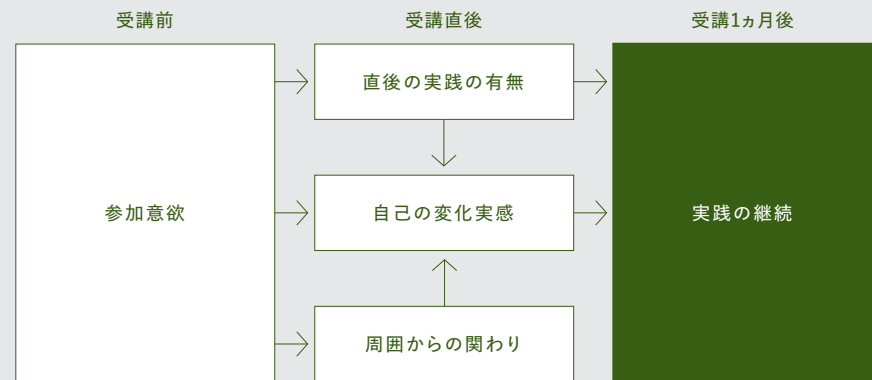 受講前
受講直後
受講1ヵ月後
直後の実践の有無
参加意欲
自己の変化実感
実践の継続
周囲からの関わり